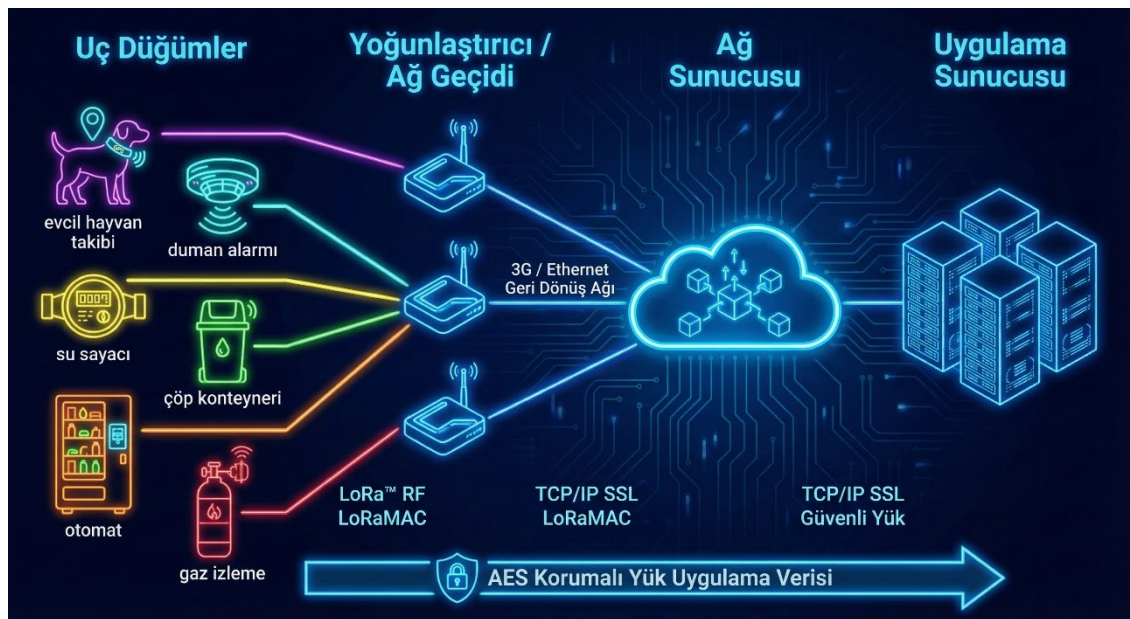 Uç Düğümler
Yoğunlaştırıcı /
Ağ Geçidi
Ağ
Sunucusu
Uygulama
Sunucusu
evcil hayvan
takibi
duman alarmı
su sayacı
çöp konteyneri
otomat
gaz izleme
3G / Ethernet
Geri Dönüş Ağı
LoRa™ RF
LoRaMAC
TCP/IP SSL
LoRaMAC
TCP/IP SSL
Güvenli Yük
AES Korumalı Yük Uygulama Verisi